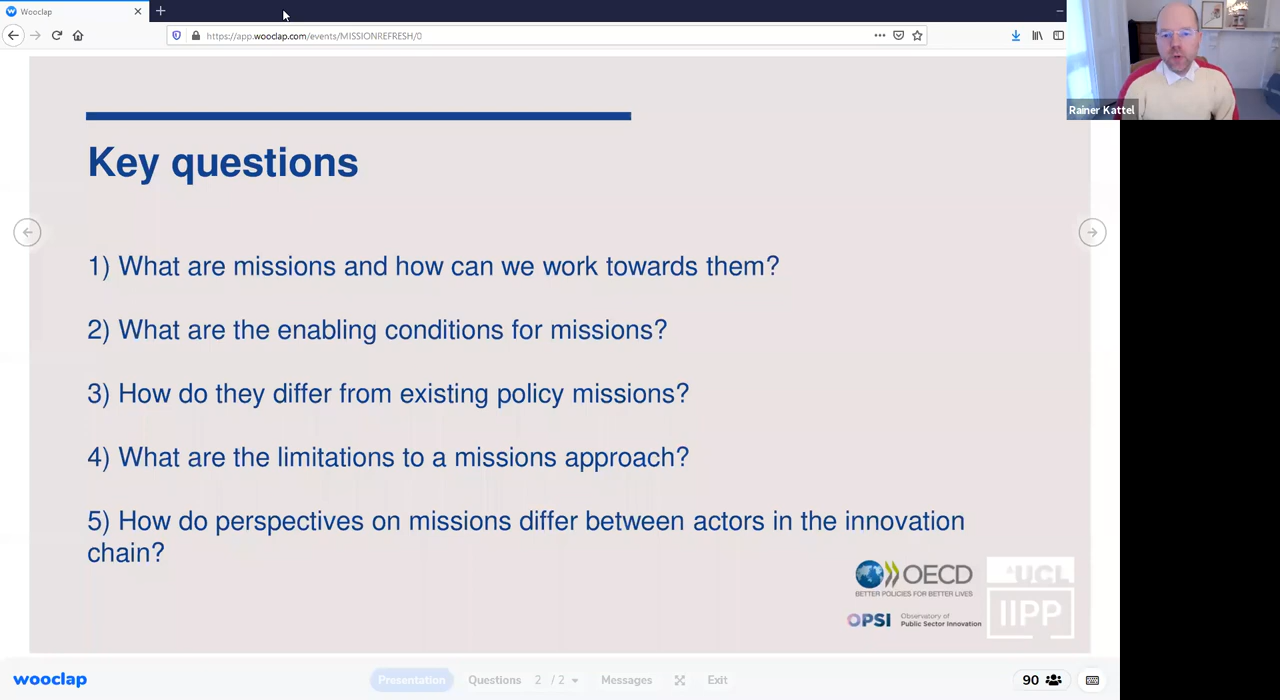 Wooclap
https://app.wooclap.com/events/MISSIONREFRESH/0
Rainer Kattel
Key questions
1) What are missions and how can we work towards them?
2) What are the enabling conditions for missions?
3) How do they differ from existing policy missions?
4) What are the limitations to a missions approach?
5) How do perspectives on missions differ between actors in the innovation
chain?
OECD
BETTER POLICIES FOR BETTER LIVES
OPSI
Observatory of
Public Sector Innovation
UCL
IIPP
wooclap
Presentation
Questions 2 / 2
Messages
Exit
90